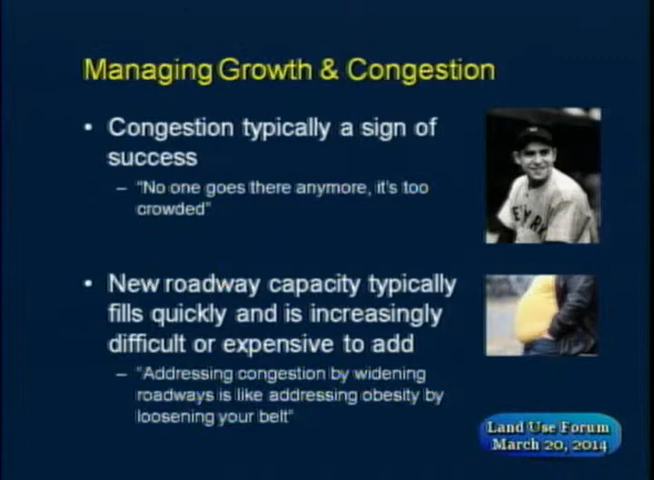 Managing Growth & Congestion
• Congestion typically a sign of
success
– "No one goes there anymore, it's too
crowded"
NEW YORK
• New roadway capacity typically
fills quickly and is increasingly
difficult or expensive to add
– "Addressing congestion by widening
roadways is like addressing obesity by
loosening your belt"
Land Use Forum
March 20, 2014